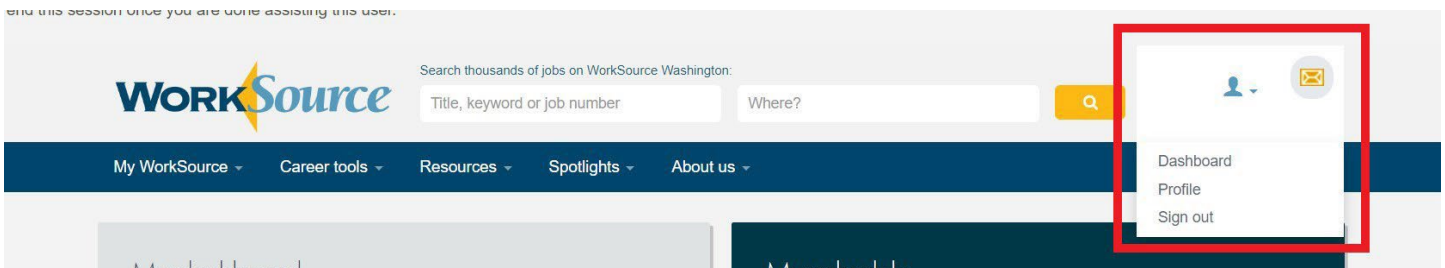 end this session once you are done assisting this user.
Search thousands of jobs on WorkSource Washington:
WorkSource
Title, keyword or job number
Where?
My WorkSource
Career tools
Resources
Spotlights
About us
Dashboard
Profile
Sign out